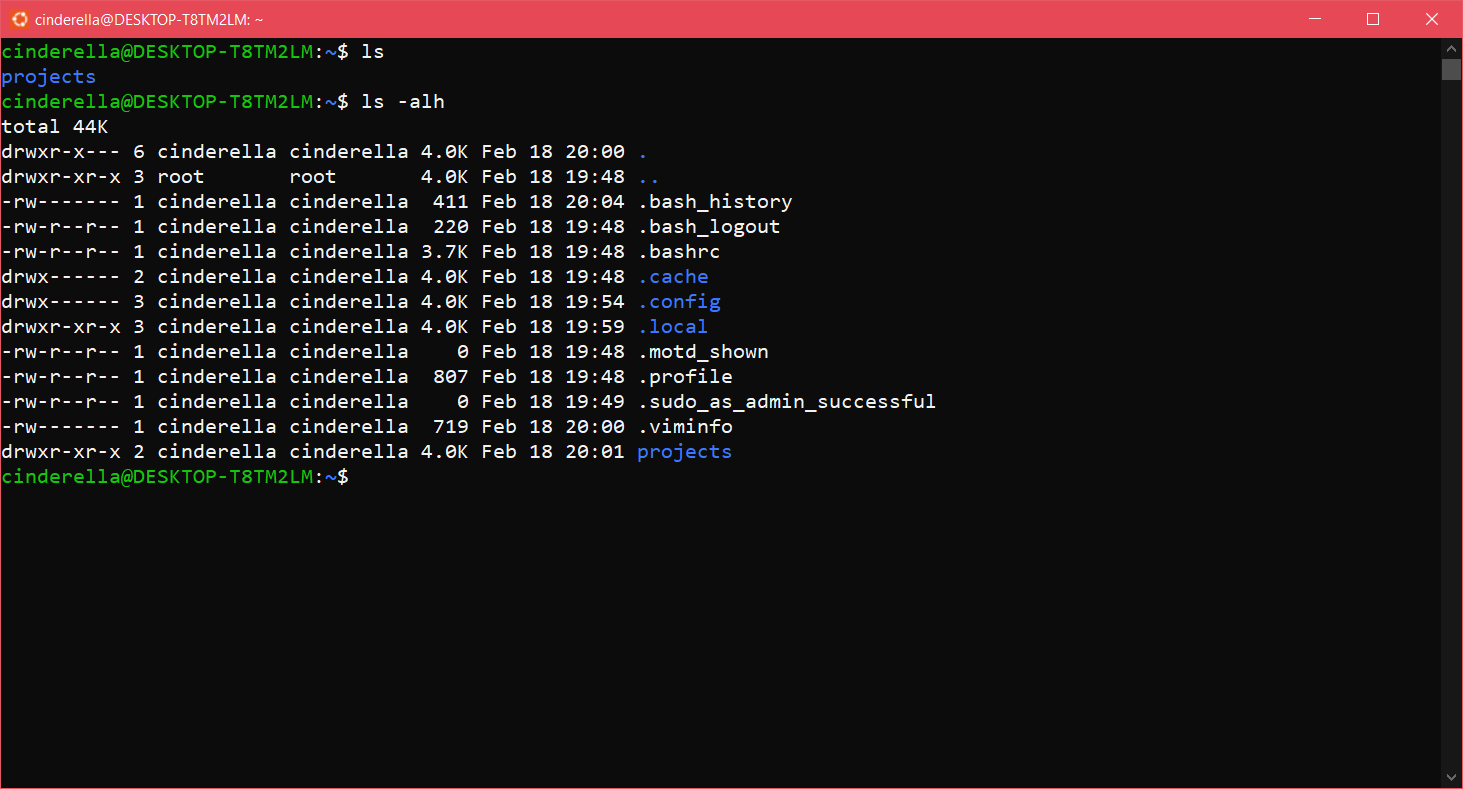 cinderella@DESKTOP-T8TM2LM: ~
cinderella@DESKTOP-T8TM2LM:~$ ls
projects
cinderella@DESKTOP-T8TM2LM:~$ ls -alh
total 44K
drwxr-x--- 6 cinderella cinderella 4.0K Feb 18 20:00 .
drwxr-xr-x 3 root       root       4.0K Feb 18 19:48 ..
-rw------- 1 cinderella cinderella  411 Feb 18 20:04 .bash_history
-rw-r--r-- 1 cinderella cinderella  220 Feb 18 19:48 .bash_logout
-rw-r--r-- 1 cinderella cinderella 3.7K Feb 18 19:48 .bashrc
drwx------ 2 cinderella cinderella 4.0K Feb 18 19:48 .cache
drwx------ 3 cinderella cinderella 4.0K Feb 18 19:54 .config
drwxr-xr-x 3 cinderella cinderella 4.0K Feb 18 19:59 .local
-rw-r--r-- 1 cinderella cinderella    0 Feb 18 19:48 .motd_shown
-rw-r--r-- 1 cinderella cinderella  807 Feb 18 19:48 .profile
-rw-r--r-- 1 cinderella cinderella    0 Feb 18 19:49 .sudo_as_admin_successful
-rw------- 1 cinderella cinderella  719 Feb 18 20:00 .viminfo
drwxr-xr-x 2 cinderella cinderella 4.0K Feb 18 20:01 projects
cinderella@DESKTOP-T8TM2LM:~$